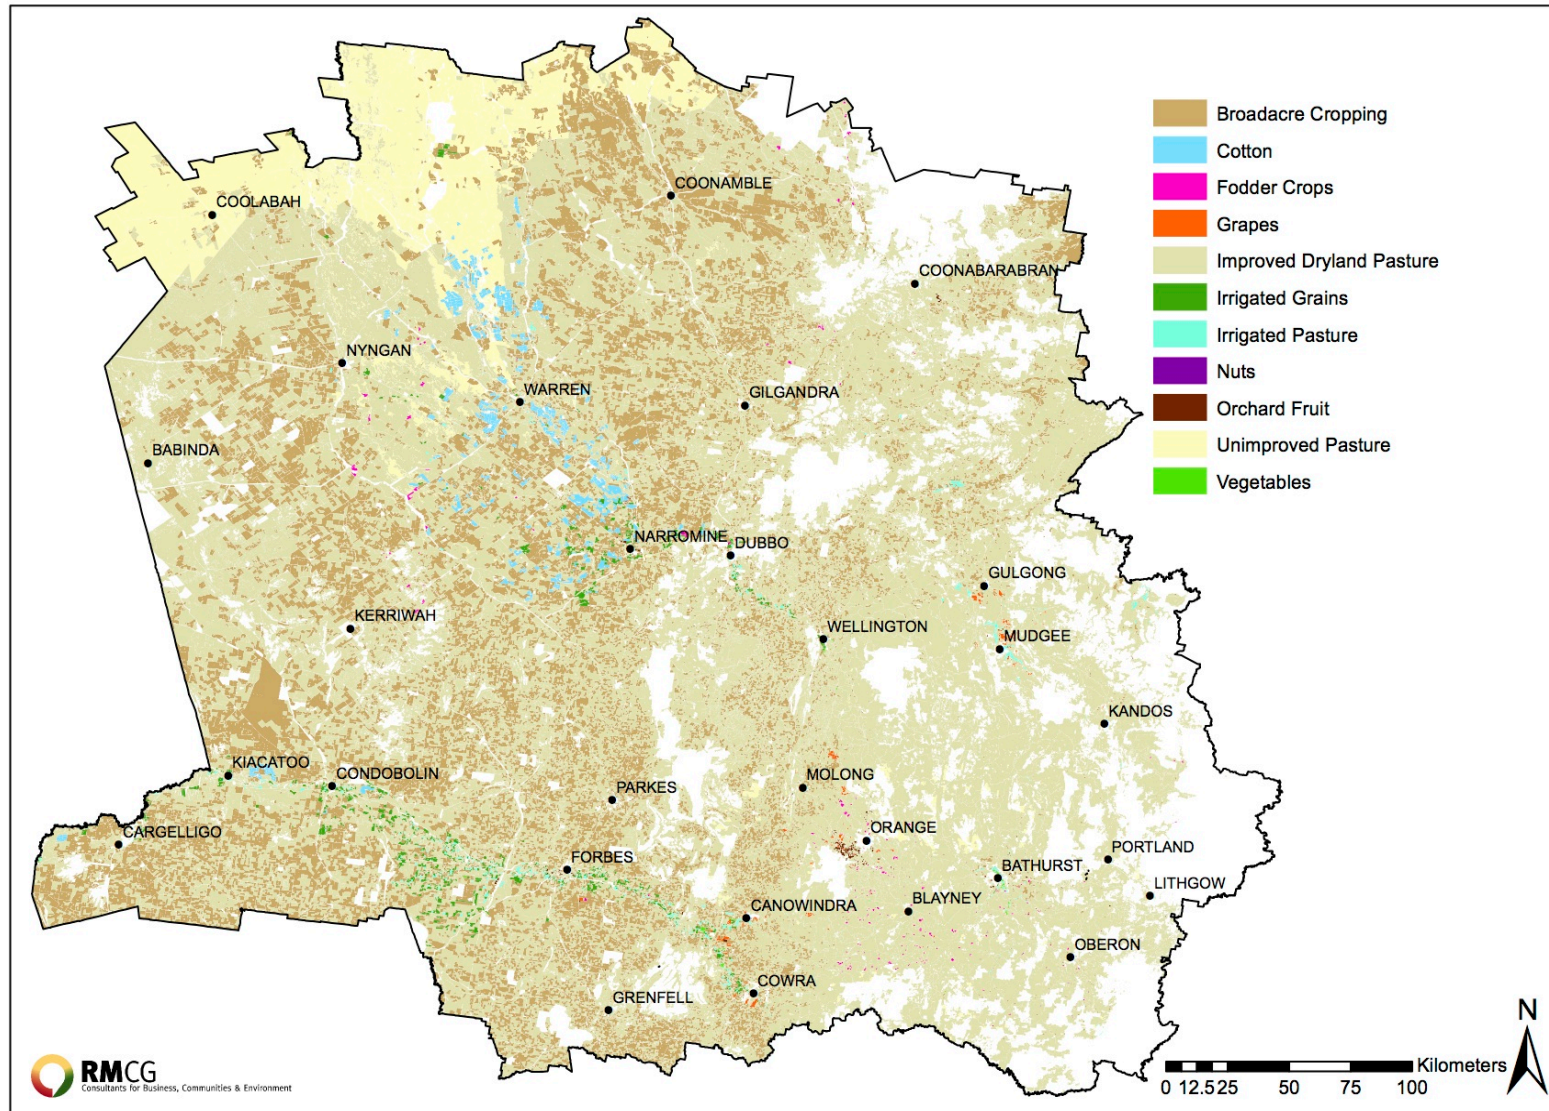 Broadacre Cropping
Cotton
Fodder Crops
Grapes
Improved Dryland Pasture
Irrigated Grains
Irrigated Pasture
Nuts
Orchard Fruit
Unimproved Pasture
Vegetables
COONAMBLE
COOLABAH
COONABARABRAN
NYNGAN
WARREN
GILGANDRA
BABINDA
NARROMINE
DUBBO
GULGONG
KERRIWAH
WELLINGTON
MUDGEE
KANDOS
KIACATOO
CONDOBOLIN
MOLONG
PARKES
CARGELLIGO
ORANGE
PORTLAND
FORBES
BATHURST
LITHGOW
BLAYNEY
CANOWINDRA
OBERON
COWRA
GRENFELL
N
Kilometers
0 12.5 25 50 75 100
RMCG
Consultants for Business, Communities & Environment